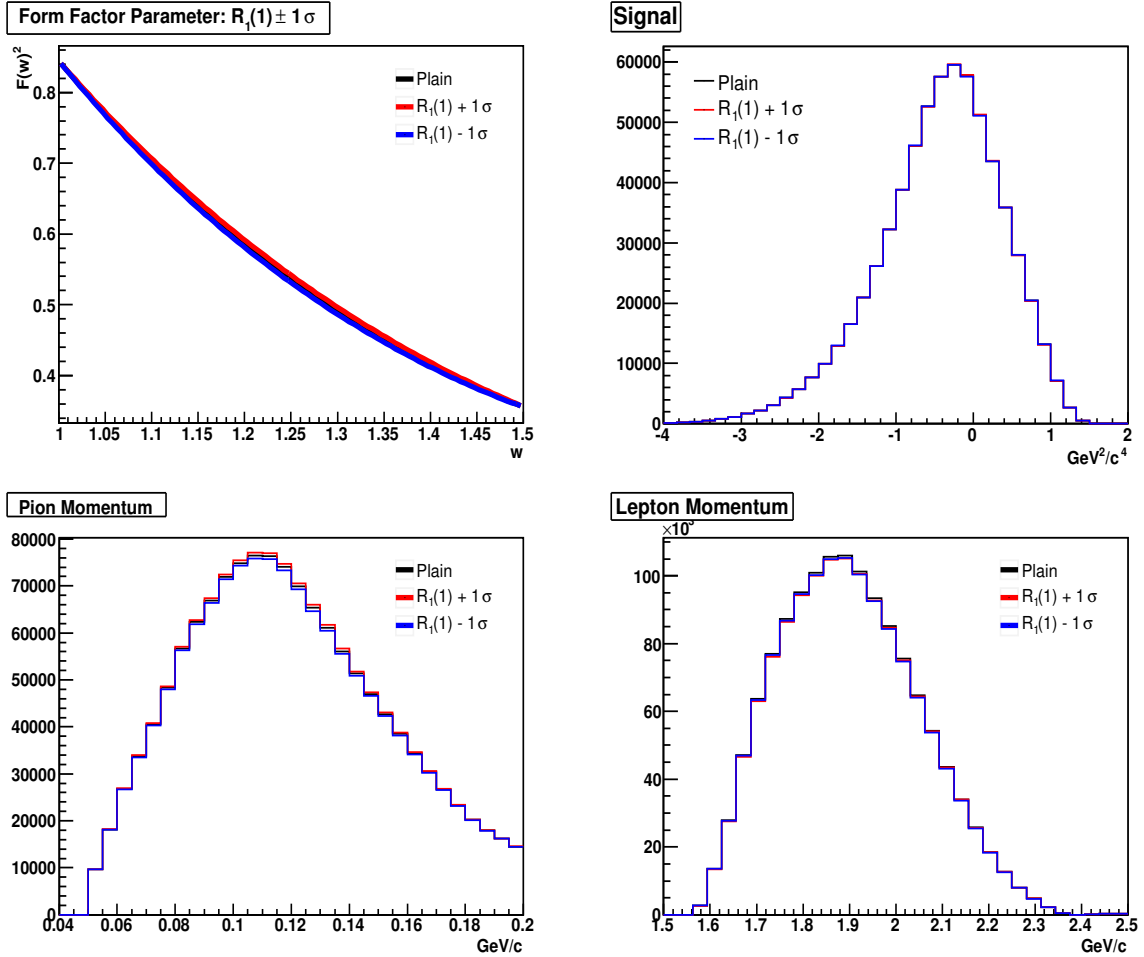 Form Factor Parameter: R₁(1) ± 1σ
F(w)²
0.8
0.7
0.6
0.5
0.4
Plain
R₁(1) + 1σ
R₁(1) - 1σ
1 1.05 1.1 1.15 1.2 1.25 1.3 1.35 1.4 1.45 1.5
w
Signal
60000
50000
40000
30000
20000
10000
0
Plain
R₁(1) + 1σ
R₁(1) - 1σ
-4 -3 -2 -1 0 1 2
GeV²/c⁴
Pion Momentum
80000
70000
60000
50000
40000
30000
20000
10000
0
Plain
R₁(1) + 1σ
R₁(1) - 1σ
0.04 0.06 0.08 0.1 0.12 0.14 0.16 0.18 0.2
GeV/c
Lepton Momentum
×10³
100
80
60
40
20
0
Plain
R₁(1) + 1σ
R₁(1) - 1σ
1.5 1.6 1.7 1.8 1.9 2 2.1 2.2 2.3 2.4 2.5
GeV/c